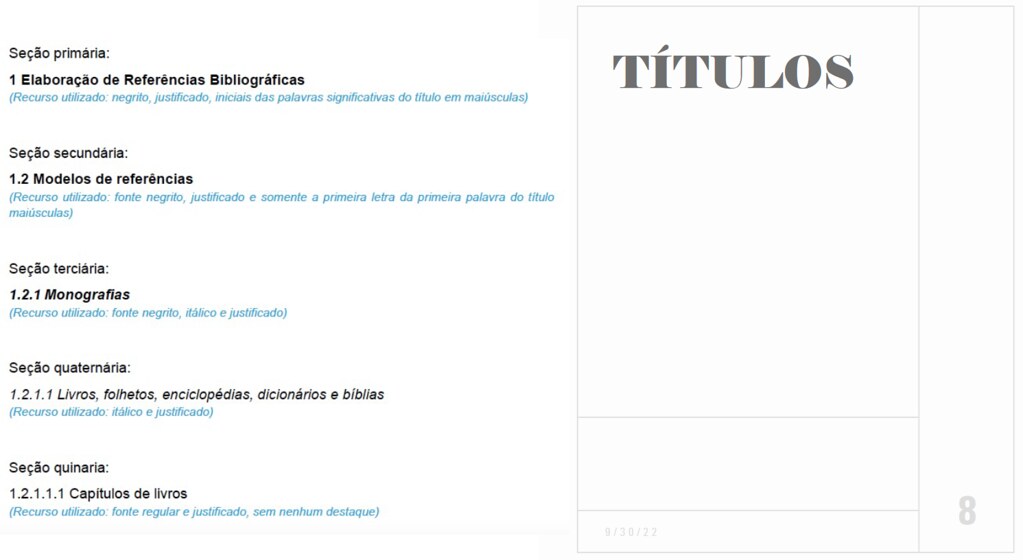 Seção primária:
1 Elaboração de Referências Bibliográficas
(Recurso utilizado: negrito, justificado, iniciais das palavras significativas do título em maiúsculas)
Seção secundária:
1.2 Modelos de referências
(Recurso utilizado: fonte negrito, justificado e somente a primeira letra da primeira palavra do título
maiúsculas)
Seção terciária:
1.2.1 Monografias
(Recurso utilizado: fonte negrito, itálico e justificado)
Seção quaternária:
1.2.1.1 Livros, folhetos, enciclopédias, dicionários e bíblias
(Recurso utilizado: itálico e justificado)
Seção quinaria:
1.2.1.1.1 Capítulos de livros
(Recurso utilizado: fonte regular e justificado, sem nenhum destaque)
TÍTULOS
9/30/22
8